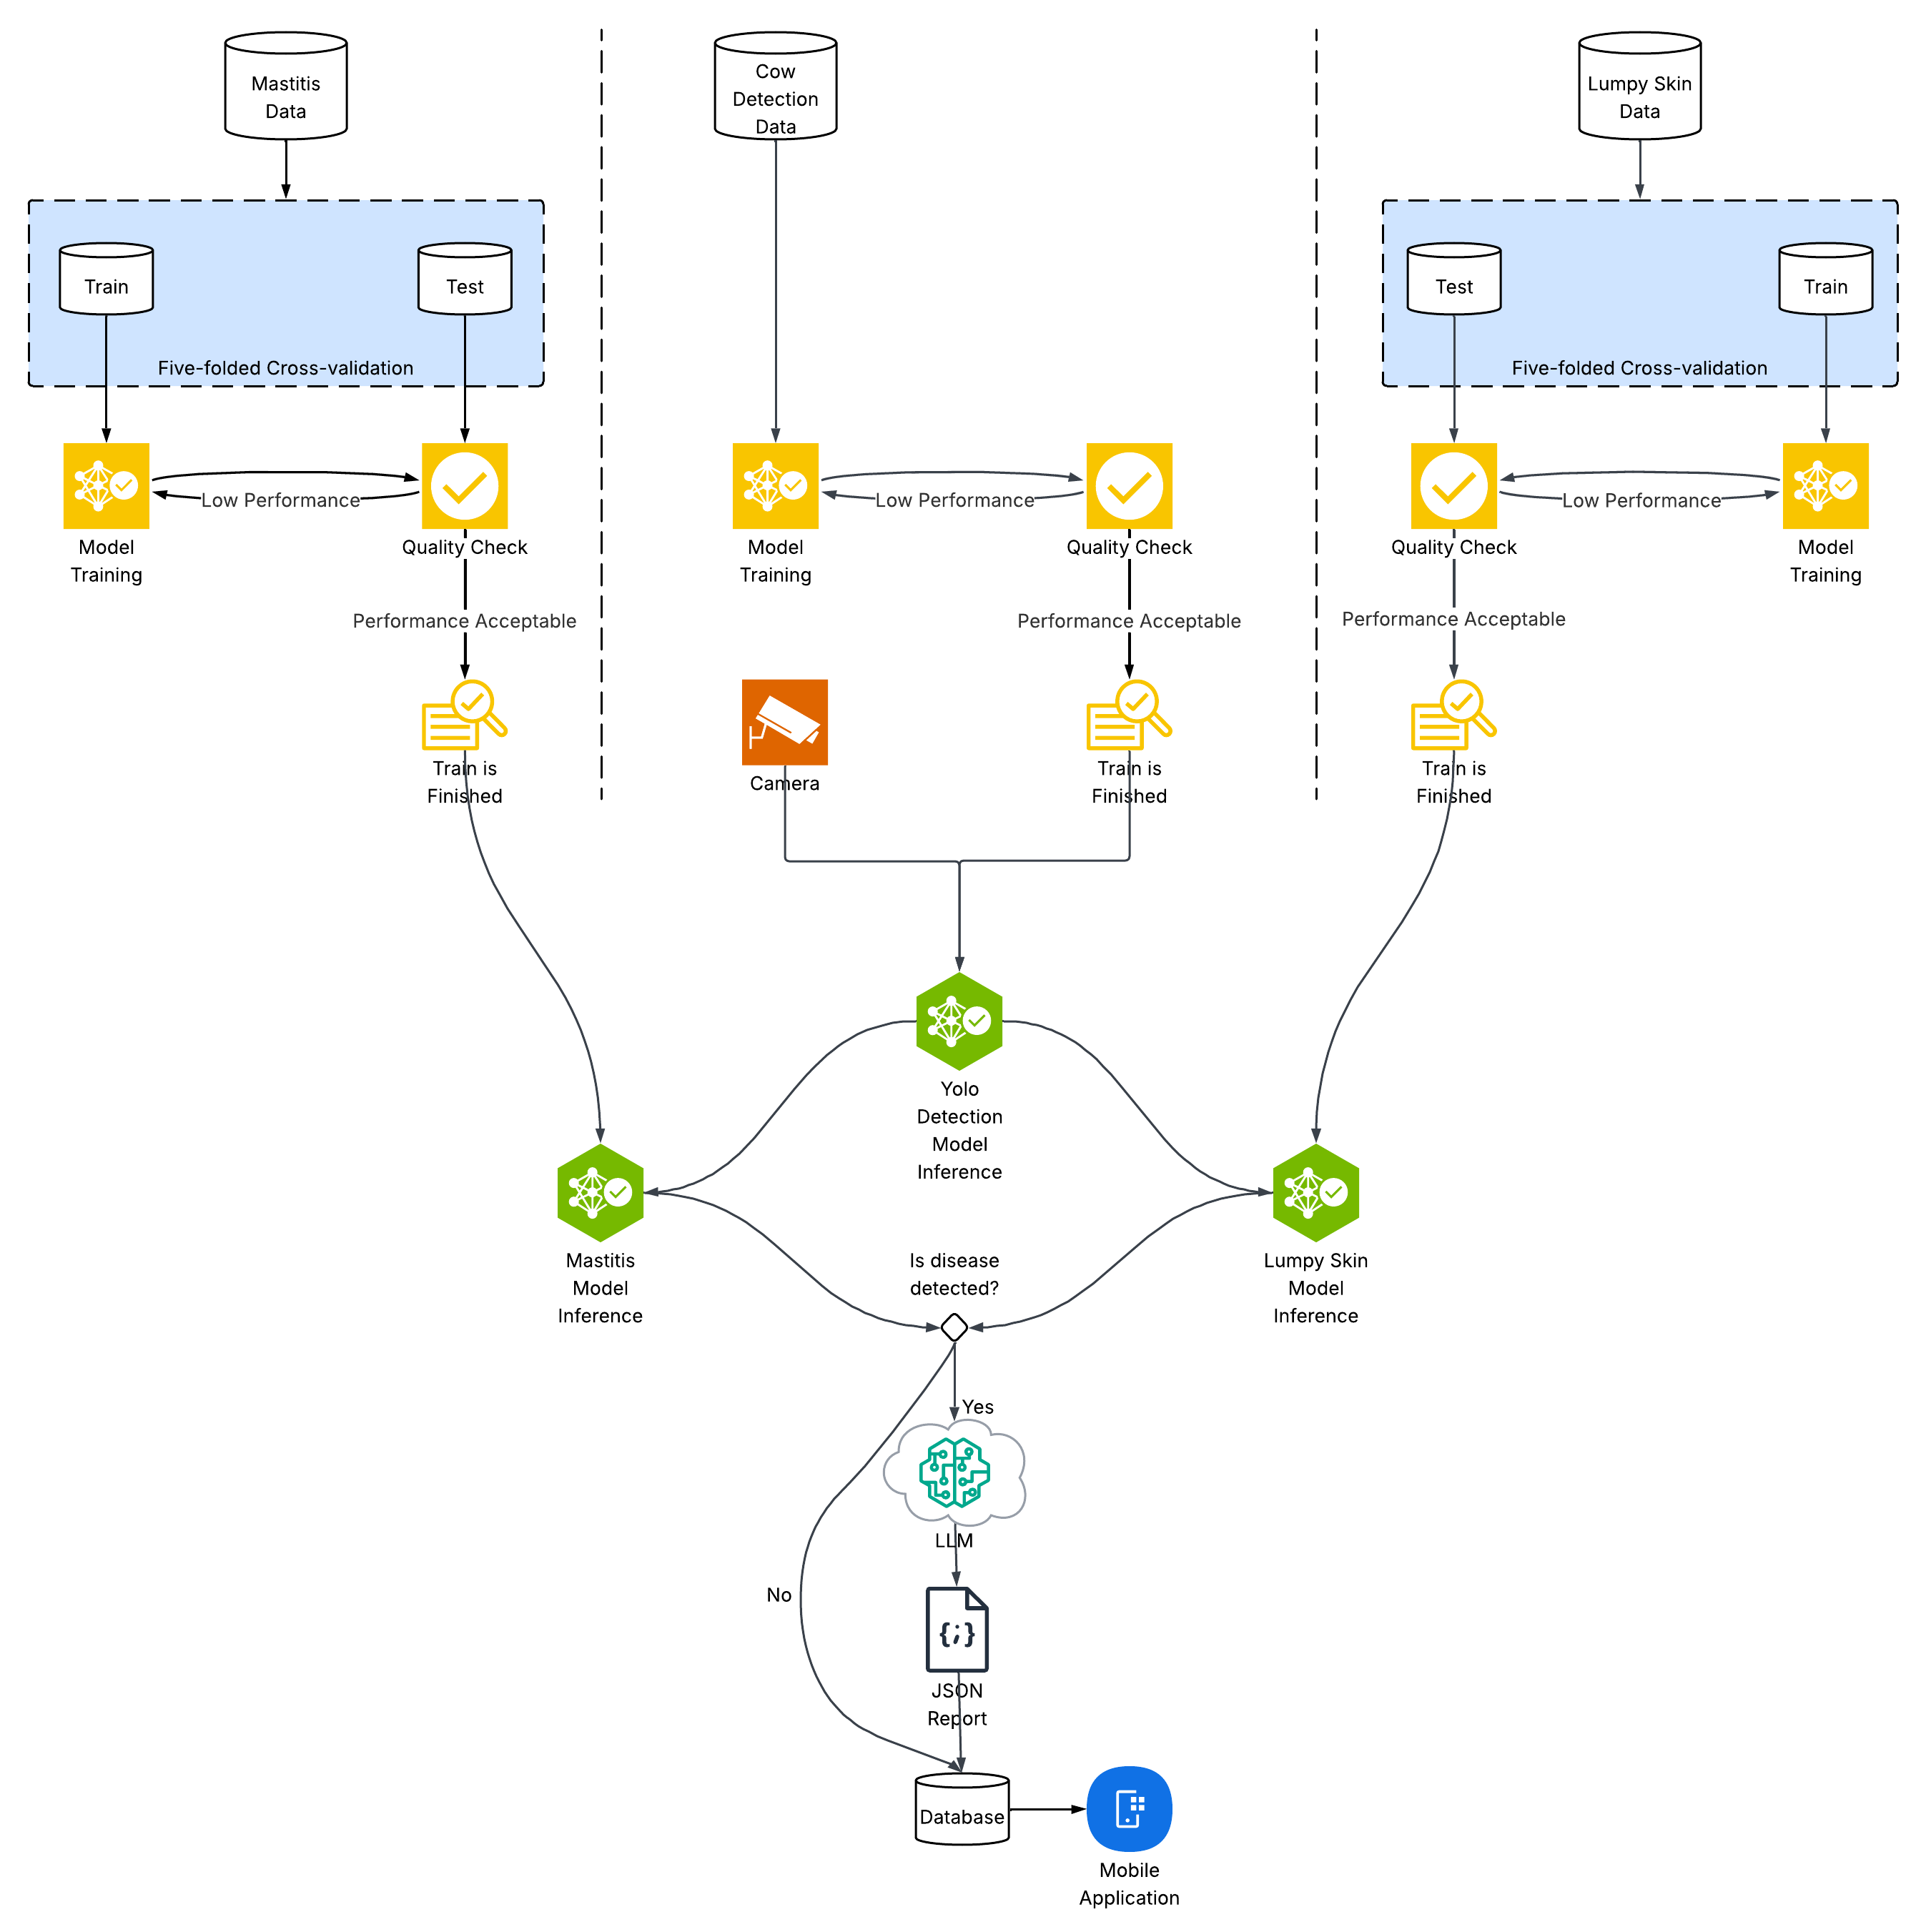 Mastitis
Data
Cow
Detection
Data
Lumpy Skin
Data
Train
Test
Five-folded Cross-validation
Test
Train
Five-folded Cross-validation
Low Performance
Low Performance
Low Performance
Model
Training
Quality Check
Model
Training
Quality Check
Quality Check
Model
Training
Performance Acceptable
Performance Acceptable
Performance Acceptable
Train is
Finished
Camera
Train is
Finished
Train is
Finished
Yolo
Detection
Model
Inference
Mastitis
Model
Inference
Is disease
detected?
Lumpy Skin
Model
Inference
Yes
LLM
No
{;}
JSON
Report
Database
Mobile
Application